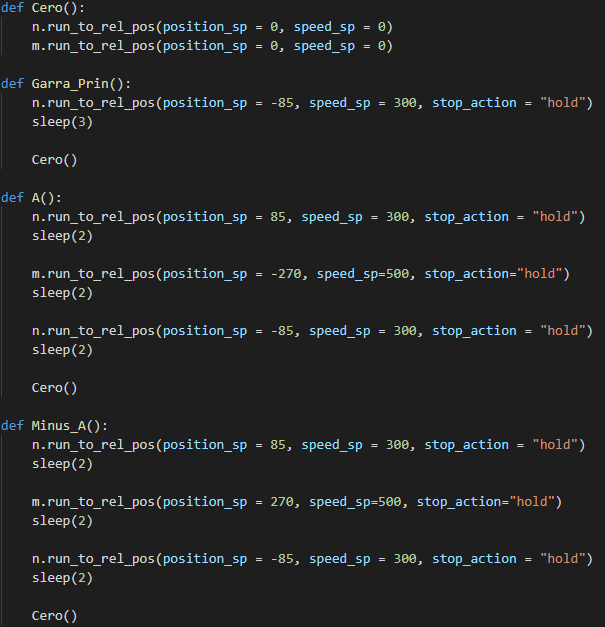 def Cero():
    n.run_to_rel_pos(position_sp = 0, speed_sp = 0)
    m.run_to_rel_pos(position_sp = 0, speed_sp = 0)

def Garra_Prin():
    n.run_to_rel_pos(position_sp = -85, speed_sp = 300, stop_action = "hold")
    sleep(3)

    Cero()

def A():
    n.run_to_rel_pos(position_sp = 85, speed_sp = 300, stop_action = "hold")
    sleep(2)

    m.run_to_rel_pos(position_sp = -270, speed_sp=500, stop_action="hold")
    sleep(2)

    n.run_to_rel_pos(position_sp = -85, speed_sp = 300, stop_action = "hold")
    sleep(2)

    Cero()

def Minus_A():
    n.run_to_rel_pos(position_sp = 85, speed_sp = 300, stop_action = "hold")
    sleep(2)

    m.run_to_rel_pos(position_sp = 270, speed_sp=500, stop_action="hold")
    sleep(2)

    n.run_to_rel_pos(position_sp = -85, speed_sp = 300, stop_action = "hold")
    sleep(2)

    Cero()